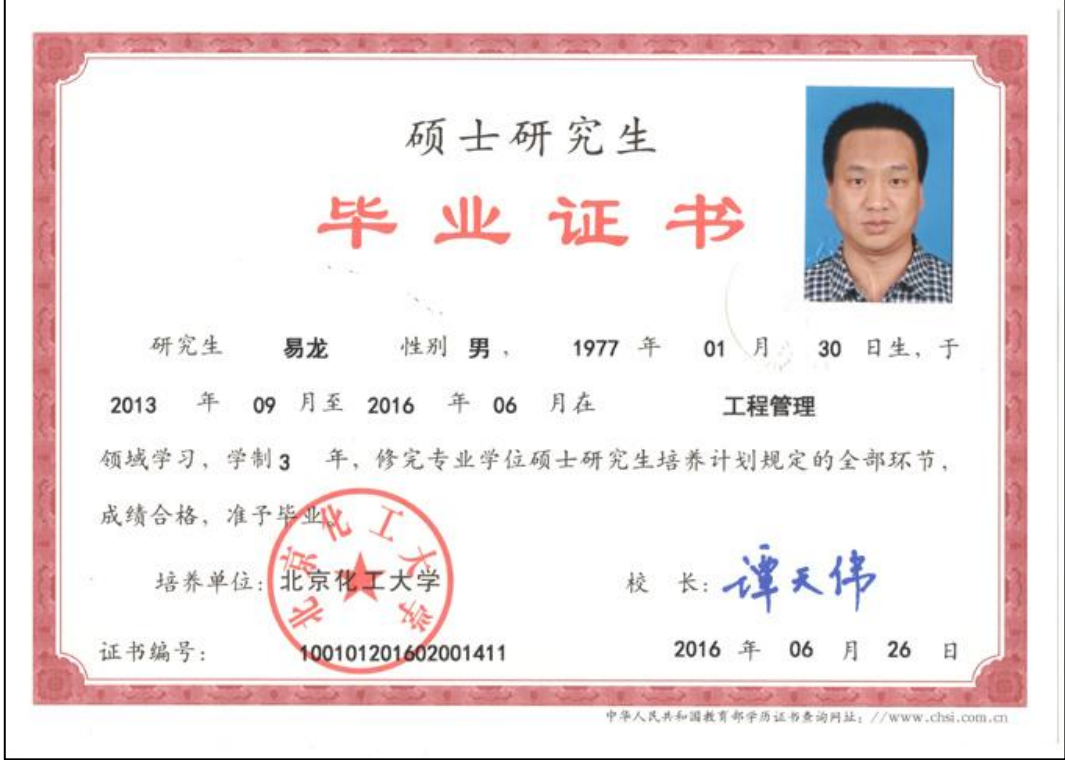 硕士研究生
毕业证书
研究生 易龙 性别 男, 1977 年 01 月 30 日生, 于
2013 年 09 月至 2016 年 06 月在 工程管理
领域学习, 学制 3 年, 修完专业学位硕士研究生培养计划规定的全部环节,
成绩合格, 准予毕业。
北京化工大学
培养单位: 北京化工大学 校 长: 谭天伟
证书编号: 100101201602001411 2016 年 06 月 26 日
中华人民共和国教育部学历证书查询网址: //www.chsi.com.cn